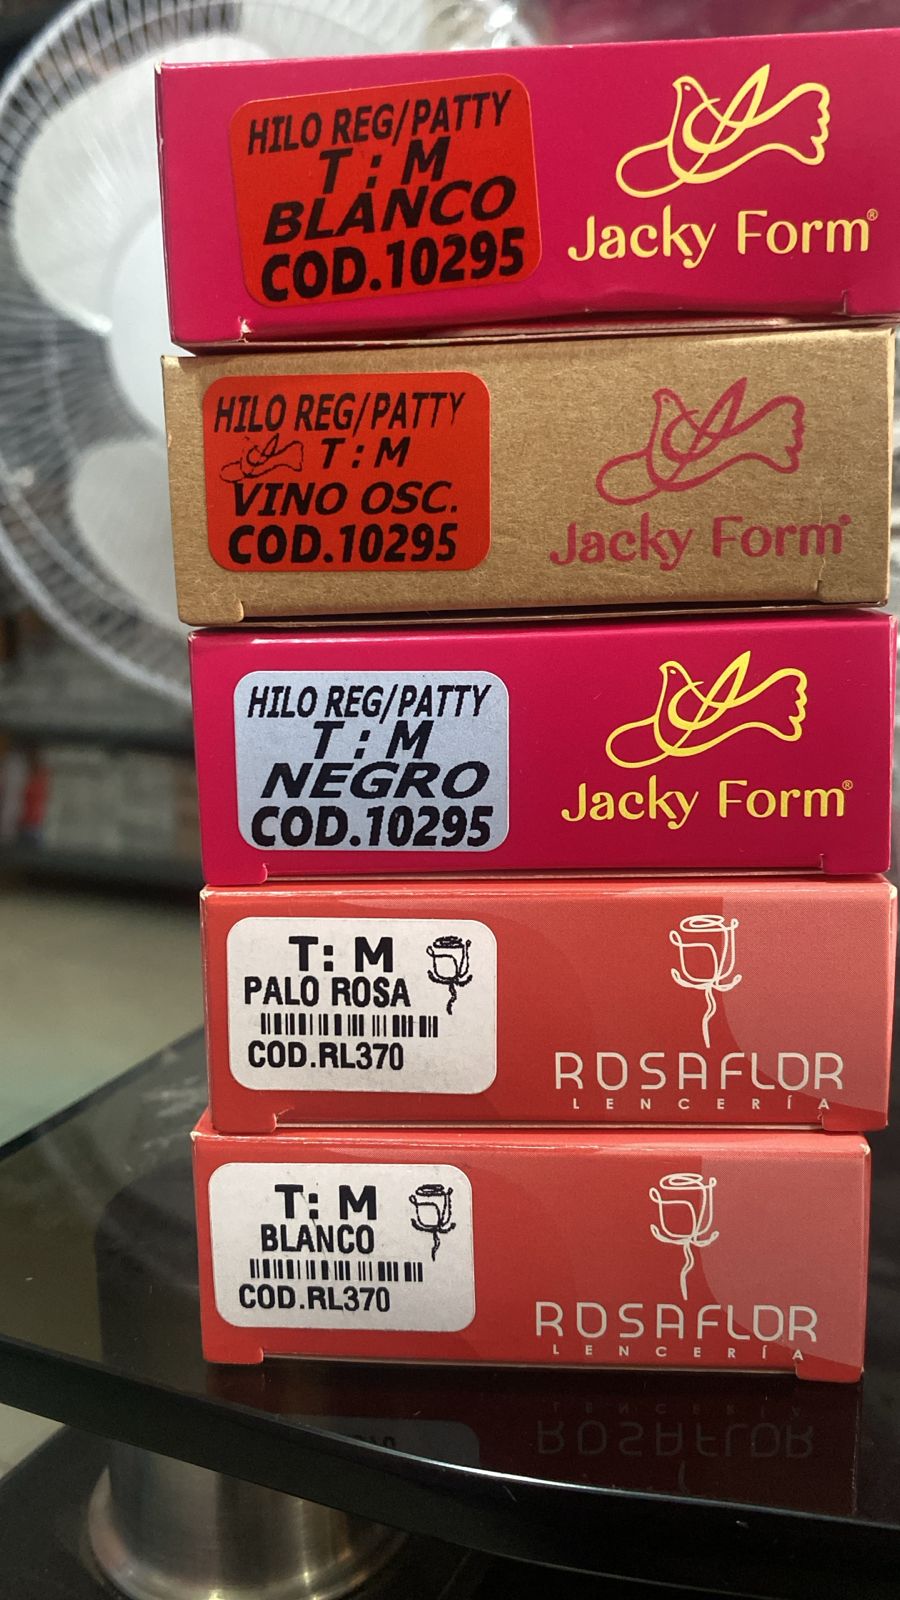 HILO REG/PATTY
T : M
BLANCO
COD.10295
Jacky Form®
HILO REG/PATTY
T : M
VINO OSC.
COD.10295
Jacky Form®
HILO REG/PATTY
T : M
NEGRO
COD.10295
Jacky Form®
T: M
PALO ROSA
COD.RL370
ROSAFLOR
LENCERÍA
T: M
BLANCO
COD.RL370
ROSAFLOR
LENCERÍA